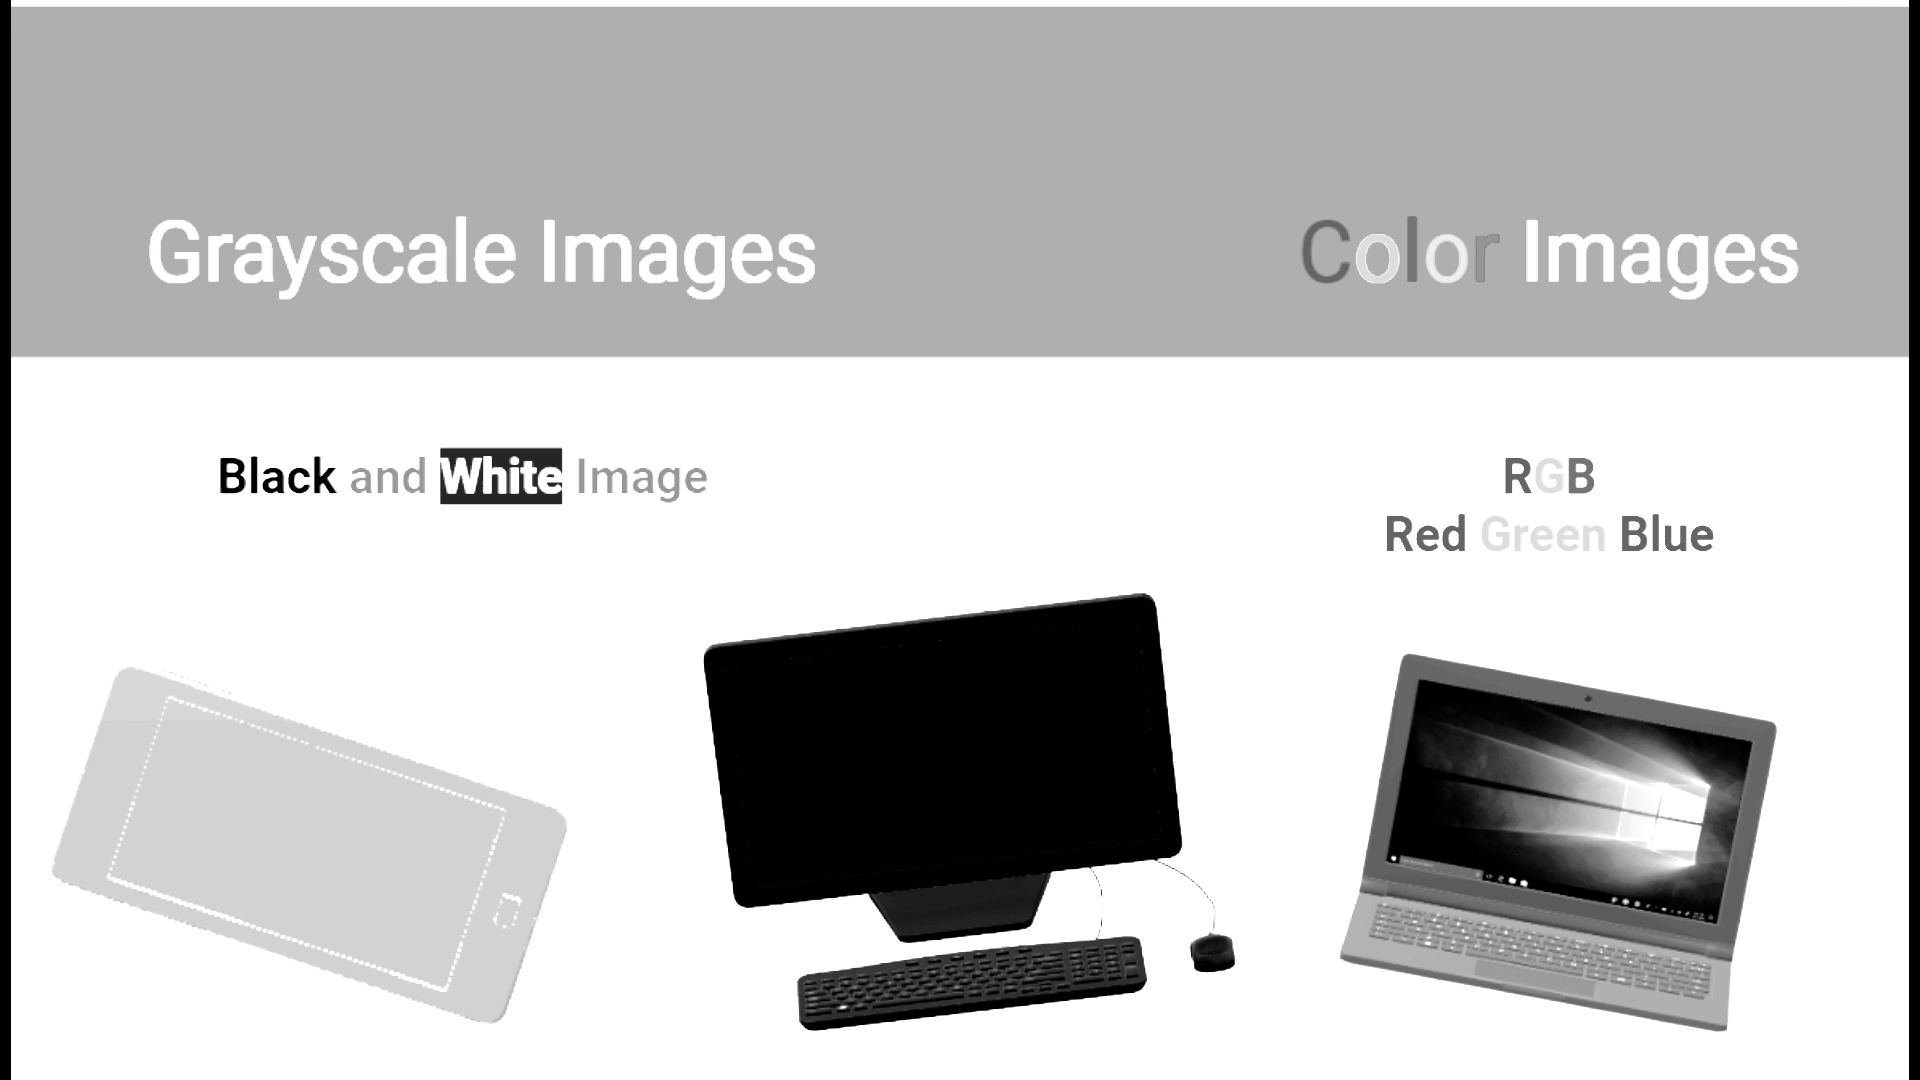 Grayscale Images
Color Images
Black and White Image
RGB
Red Green Blue